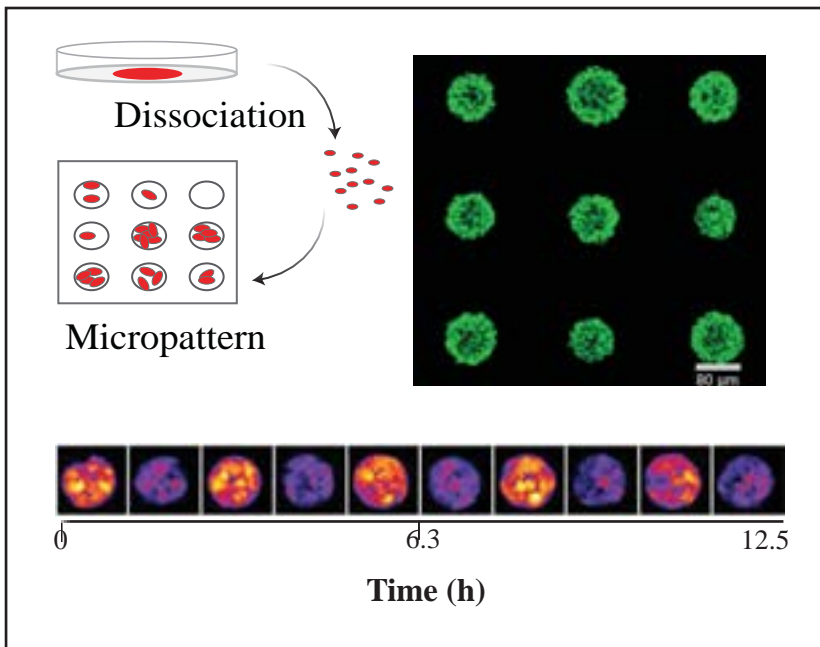 Dissociation
Micropattern
80 µm
0
6.3
12.5
Time (h)